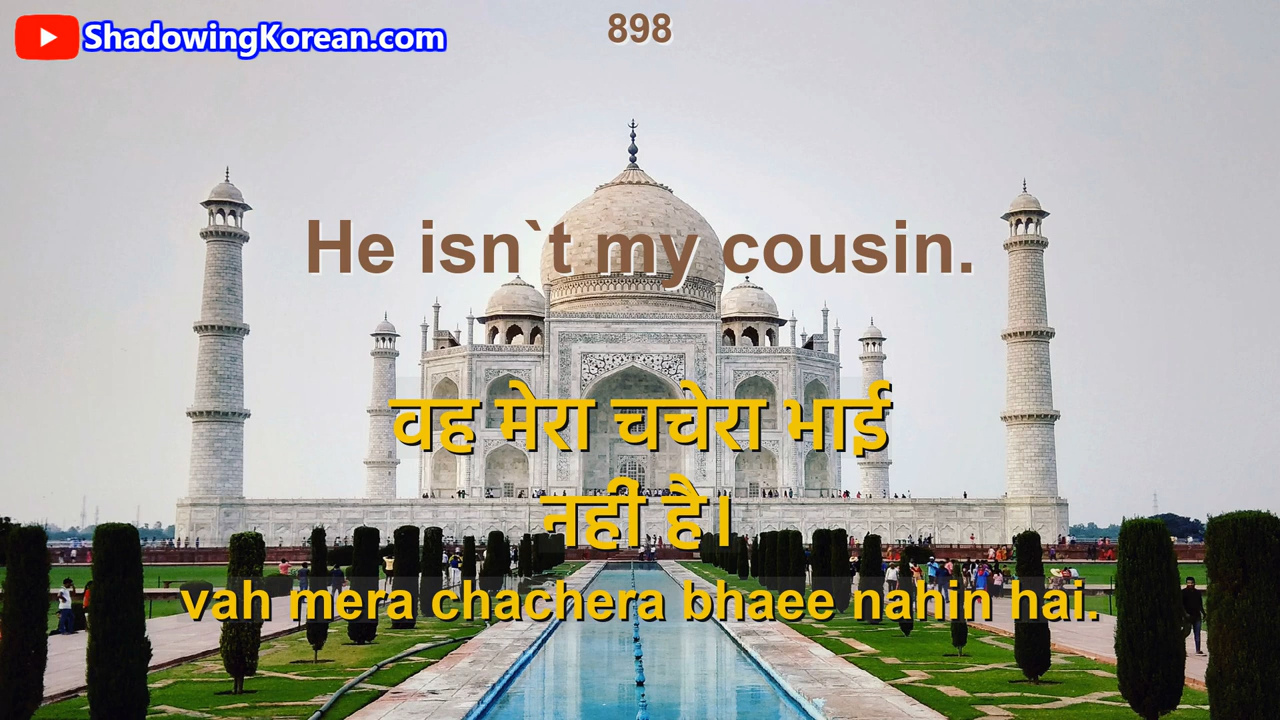 ShadowingKorean.com
898
He isn`t my cousin.
वह मेरा चचेरा भाई
नहीं है।
vah mera chachera bhaee nahin hai.